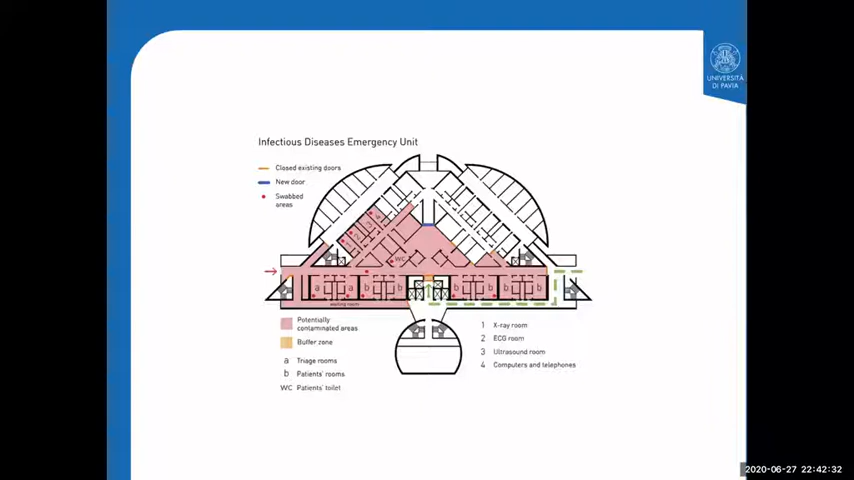 UNIVERSITÀ
DI PAVIA
Infectious Diseases Emergency Unit
Closed existing doors
New door
Swabbed
areas
WC
a
a
b
b
b
b
b
b
waiting room
Potentially
contaminated areas
Buffer zone
a Triage rooms
b Patients' rooms
WC Patients' toilet
1 X-ray room
2 ECG room
3 Ultrasound room
4 Computers and telephones
2020-06-27 22:42:32